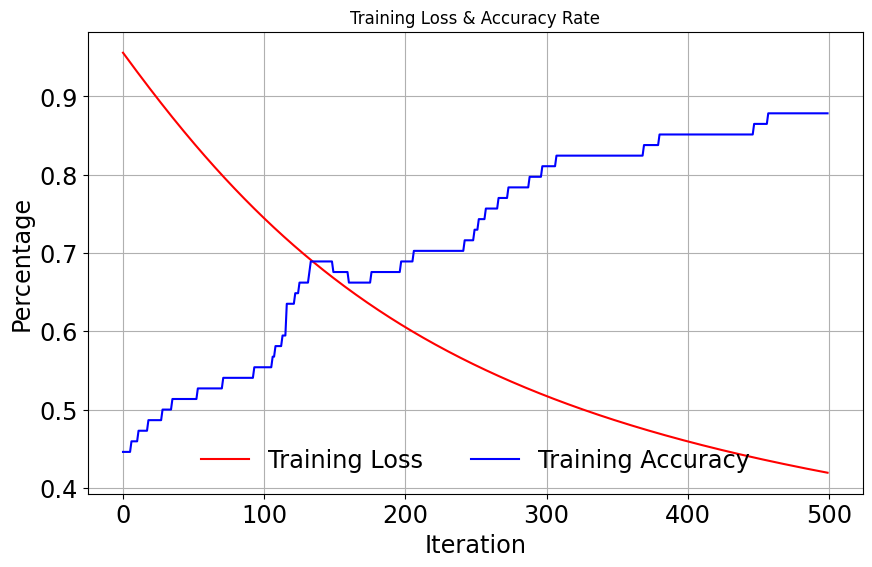 Training Loss & Accuracy Rate
Percentage
0.9
0.8
0.7
0.6
0.5
0.4
Training Loss
Training Accuracy
0 100 200 300 400 500
Iteration